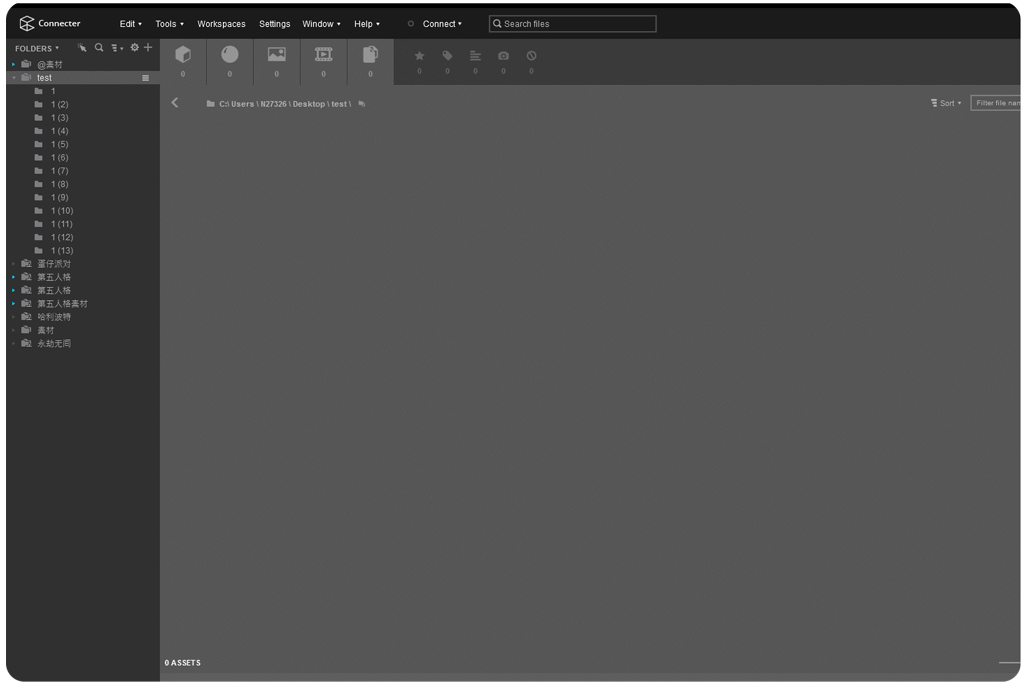 Connecter Edit Tools Workspaces Settings Window Help Connect Search files
FOLDERS
0 0 0 0 0 0 0 0 0 0
C:\ Users \ N27326 \ Desktop \ test \ Sort Filter file nam
@素材
test
1
1 (2)
1 (3)
1 (4)
1 (5)
1 (6)
1 (7)
1 (8)
1 (9)
1 (10)
1 (11)
1 (12)
1 (13)
蛋仔派对
第五人格
第五人格
第五人格素材
哈利波特
素材
永劫无间
0 ASSETS